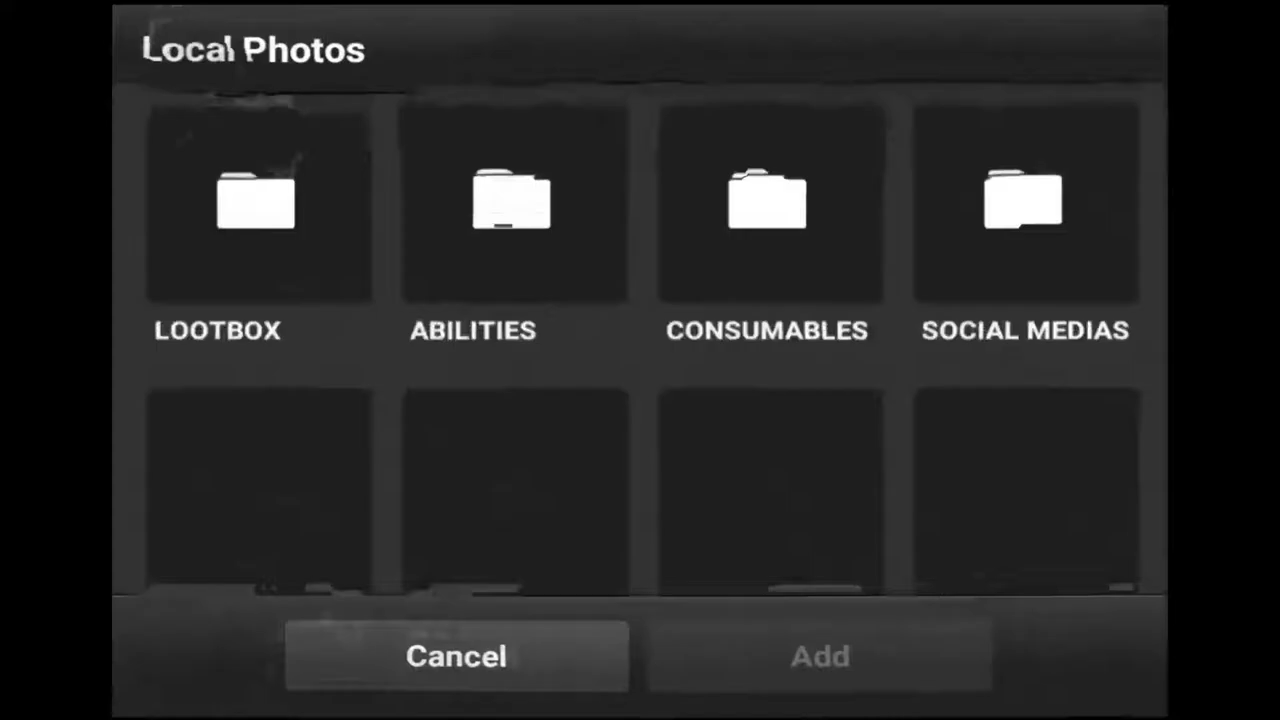 Local Photos
LOOTBOX
ABILITIES
CONSUMABLES
SOCIAL MEDIAS
Cancel
Add